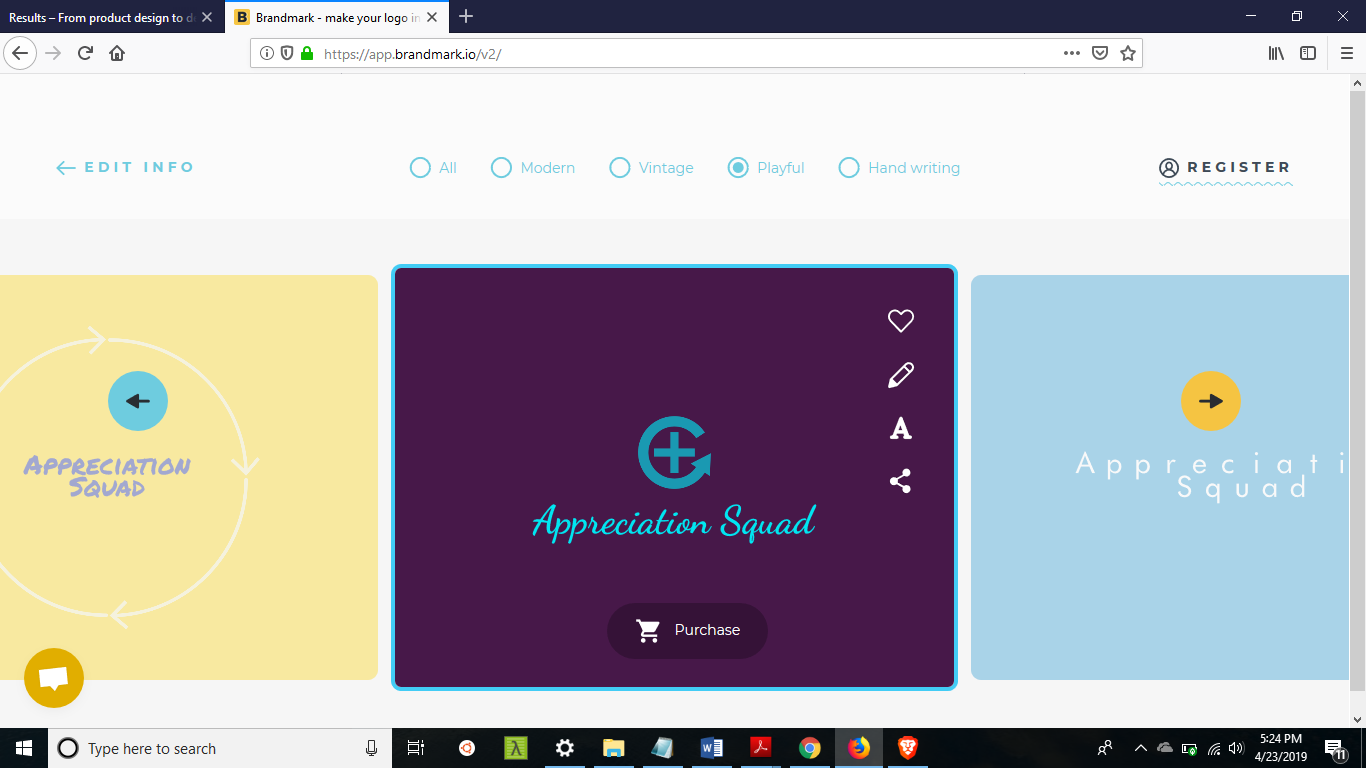 Results – From product design to d
Brandmark - make your logo in
https://app.brandmark.io/v2/
EDIT INFO
All
Modern
Vintage
Playful
Hand writing
REGISTER
Appreciation
Squad
Appreciation Squad
Purchase
Appreciati
Squad
Type here to search
5:24 PM
4/23/2019
11